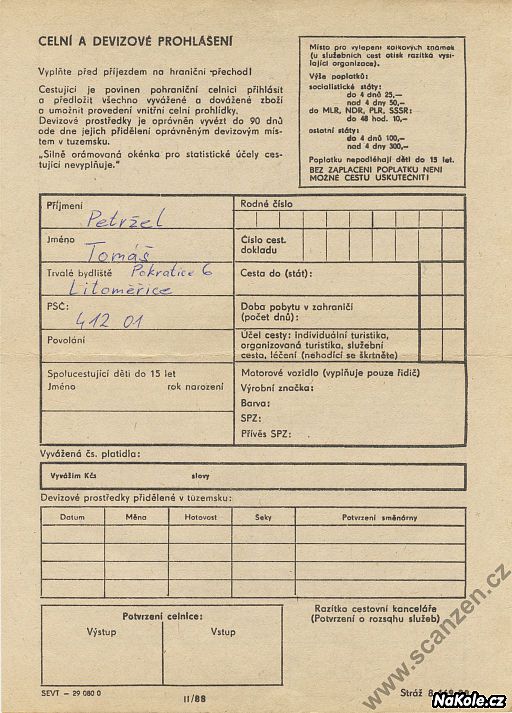 CELNÍ A DEVIZOVÉ PROHLÁŠENÍ
Vyplňte před příjezdem na hraniční přechod!
Cestující je povinen pohraniční celnici přihlásit
a předložit všechno vyvážené a dovážené zboží
a umožnit provedení vnitřní celní prohlídky.
Devizové prostředky je oprávněn vyvézt do 90 dnů
ode dne jejich přidělení oprávněným devizovým mís-
tem v tuzemsku.
„Silně orámovaná okénka pro statistické účely ces-
tující nevyplňuje."
Místo pro vylepení kolkových známek
(u služebních cest otisk razítka vysí-
lající organizace).
Výše poplatků:
socialistické státy:
do 4 dnů 25,—
nad 4 dny 50,—
do MLR, NDR, PLR, SSSR:
do 48 hod. 10,—
ostatní státy:
do 4 dnů 100,—
nad 4 dny 300,—
Poplatku nepodléhají děti do 15 let.
BEZ ZAPLACENÍ POPLATKU NENÍ
MOŽNÉ CESTU USKUTEČNIT!
Příjmení
Petržel
Rodné číslo
Jméno
Tomáš
Číslo cest.
dokladu
Trvalé bydliště Pokratice 6
Litoměřice
Cesta do (stát):
PSČ:
412 01
Doba pobytu v zahraničí
(počet dnů):
Povolání
Účel cesty: individuální turistika,
organizovaná turistika, služební
cesta, léčení (nehodící se škrtněte)
Spolucestující děti do 15 let
Jméno rok narození
Motorové vozidlo (vyplňuje pouze řidič)
Výrobní značka:
Barva:
SPZ:
Přívěs SPZ:
Vyvážená čs. platidla:
Vyvážím Kčs slovy
Devizové prostředky přidělené v tuzemsku:
Datum Měna Hotovost Šeky Potvrzení směnárny
Potvrzení celnice:
Výstup Vstup
Razítka cestovní kanceláře
(Potvrzení o rozsahu služeb)
SEVT — 29 080 0
11/88
Stráž
www.scanzen.cz
NaKole.cz